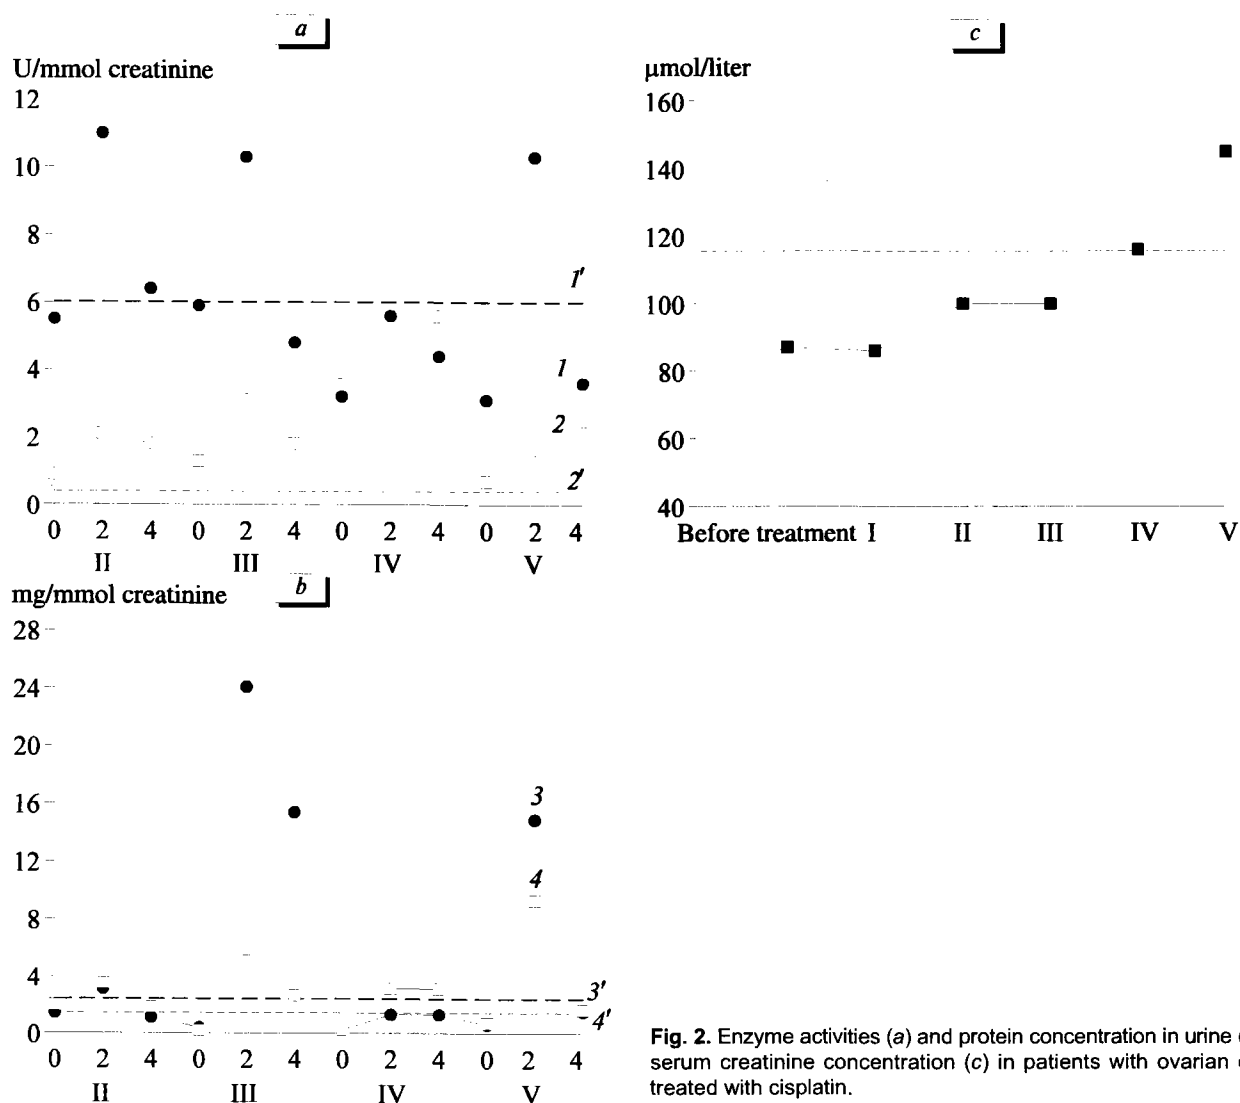 a
U/mmol creatinine
12
10
8
6
4
2
0
1'
1
2
2'
0 2 4 0 2 4 0 2 4 0 2 4
II III IV V
mg/mmol creatinine
b
28
24
20
16
12
8
4
0
3
4
3'
4'
0 2 4 0 2 4 0 2 4 0 2 4
II III IV V
c
μmol/liter
160
140
120
100
80
60
40
Before treatment I II III IV V
Fig. 2. Enzyme activities (a) and protein concentration in urine
serum creatinine concentration (c) in patients with ovarian
treated with cisplatin.